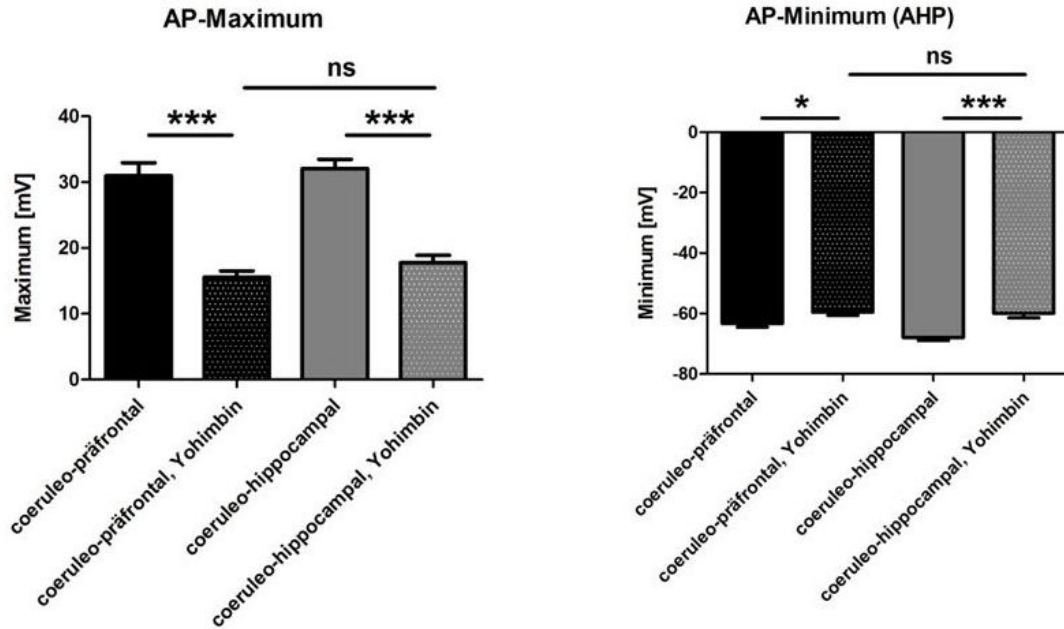 AP-Maximum
ns
***
***
Maximum [mV]
40
30
20
10
0
coeruleo-präfrontal
coeruleo-präfrontal, Yohimbin
coeruleo-hippocampal
coeruleo-hippocampal, Yohimbin
AP-Minimum (AHP)
ns
*
***
Minimum [mV]
0
-20
-40
-60
-80
coeruleo-präfrontal
coeruleo-präfrontal, Yohimbin
coeruleo-hippocampal
coeruleo-hippocampal, Yohimbin